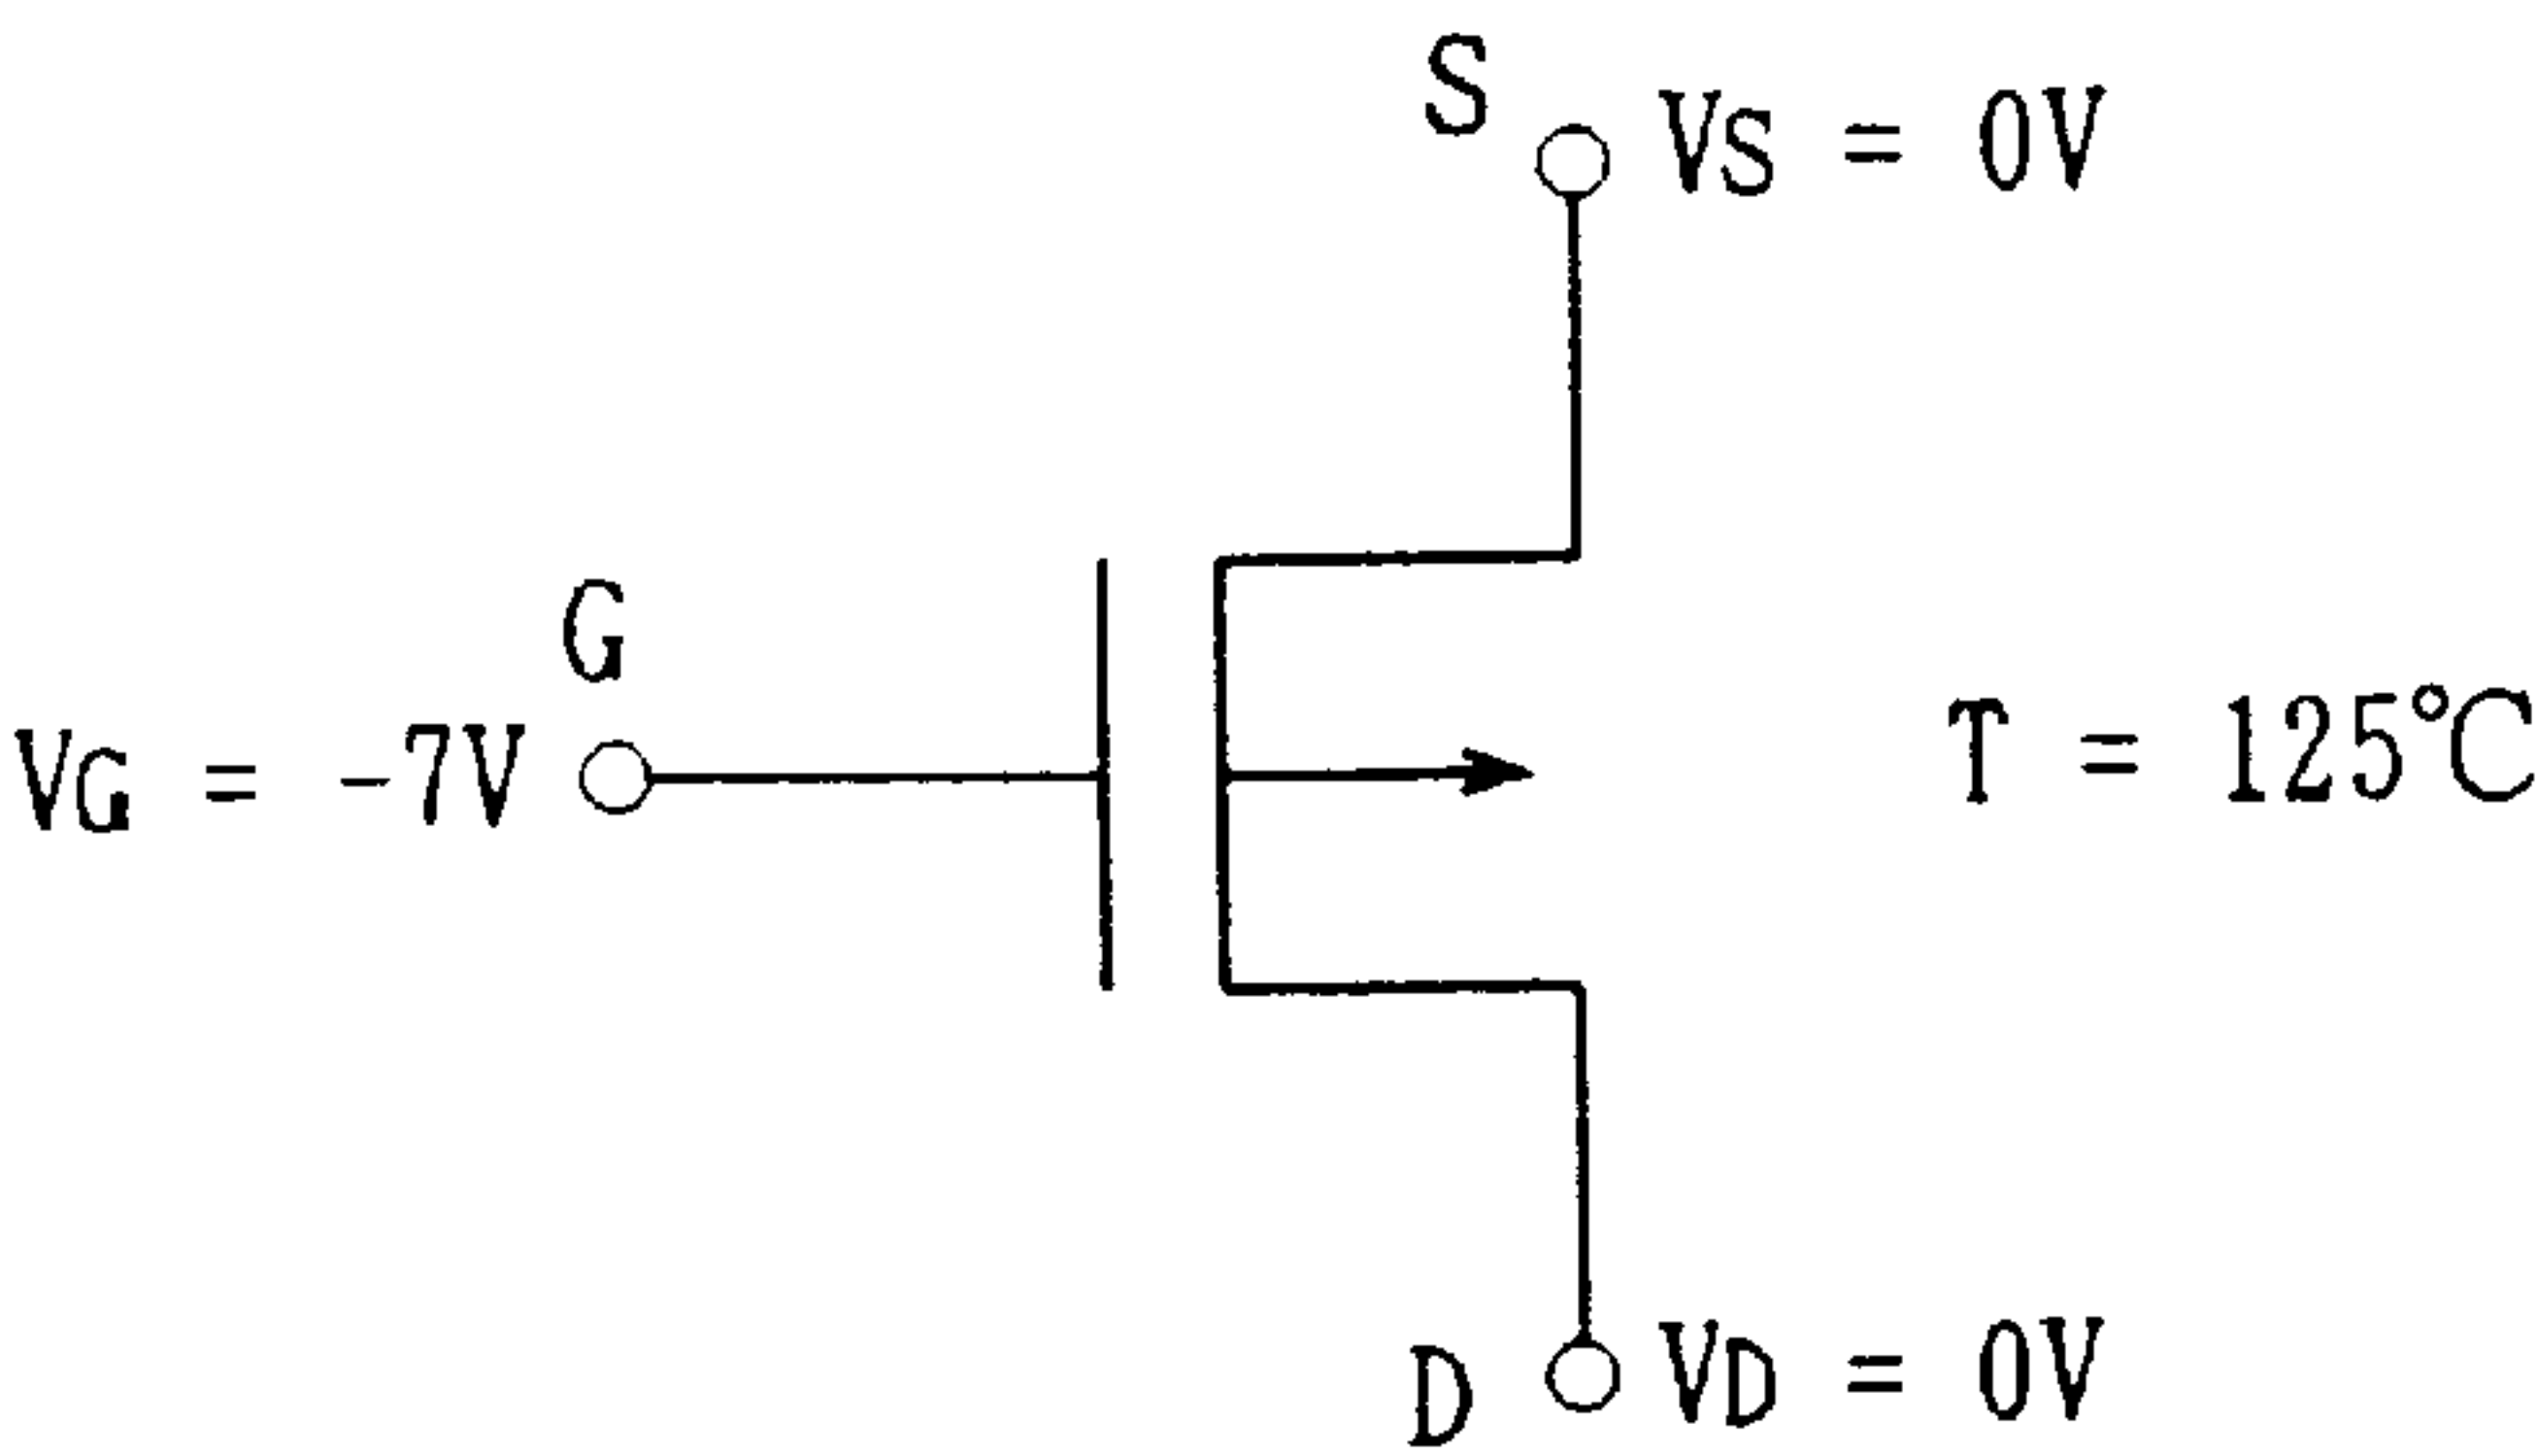 S
VS = 0V
G
VG = -7V
T = 125°C
D
VD = 0V